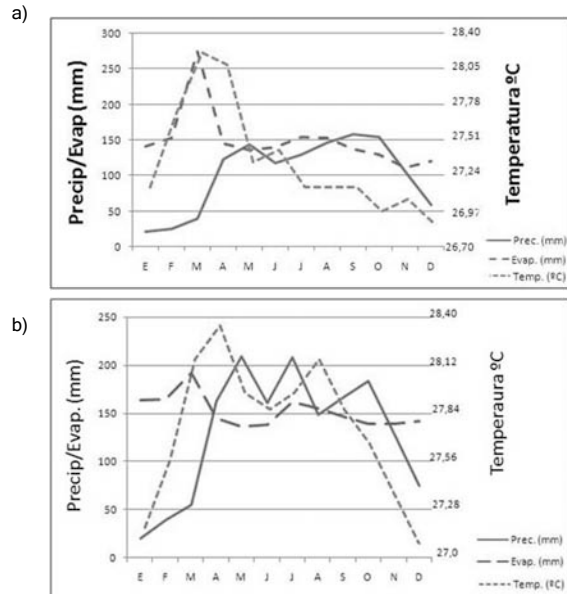 a)
Precip/Evap (mm)
300
250
200
150
100
50
0
E F M A M J J A S O N D
28,40
28,05
27,78
27,51
27,24
26,97
26,70
Temperatura ºC
Prec. (mm)
Evap. (mm)
Temp. (ºC)
b)
Precip/Evap. (mm)
250
200
150
100
50
0
E F M A M J J A S O N D
28,40
28,12
27,84
27,56
27,28
27,0
Temperaura ºC
Prec. (mm)
Evap. (mm)
Temp. (ºC)